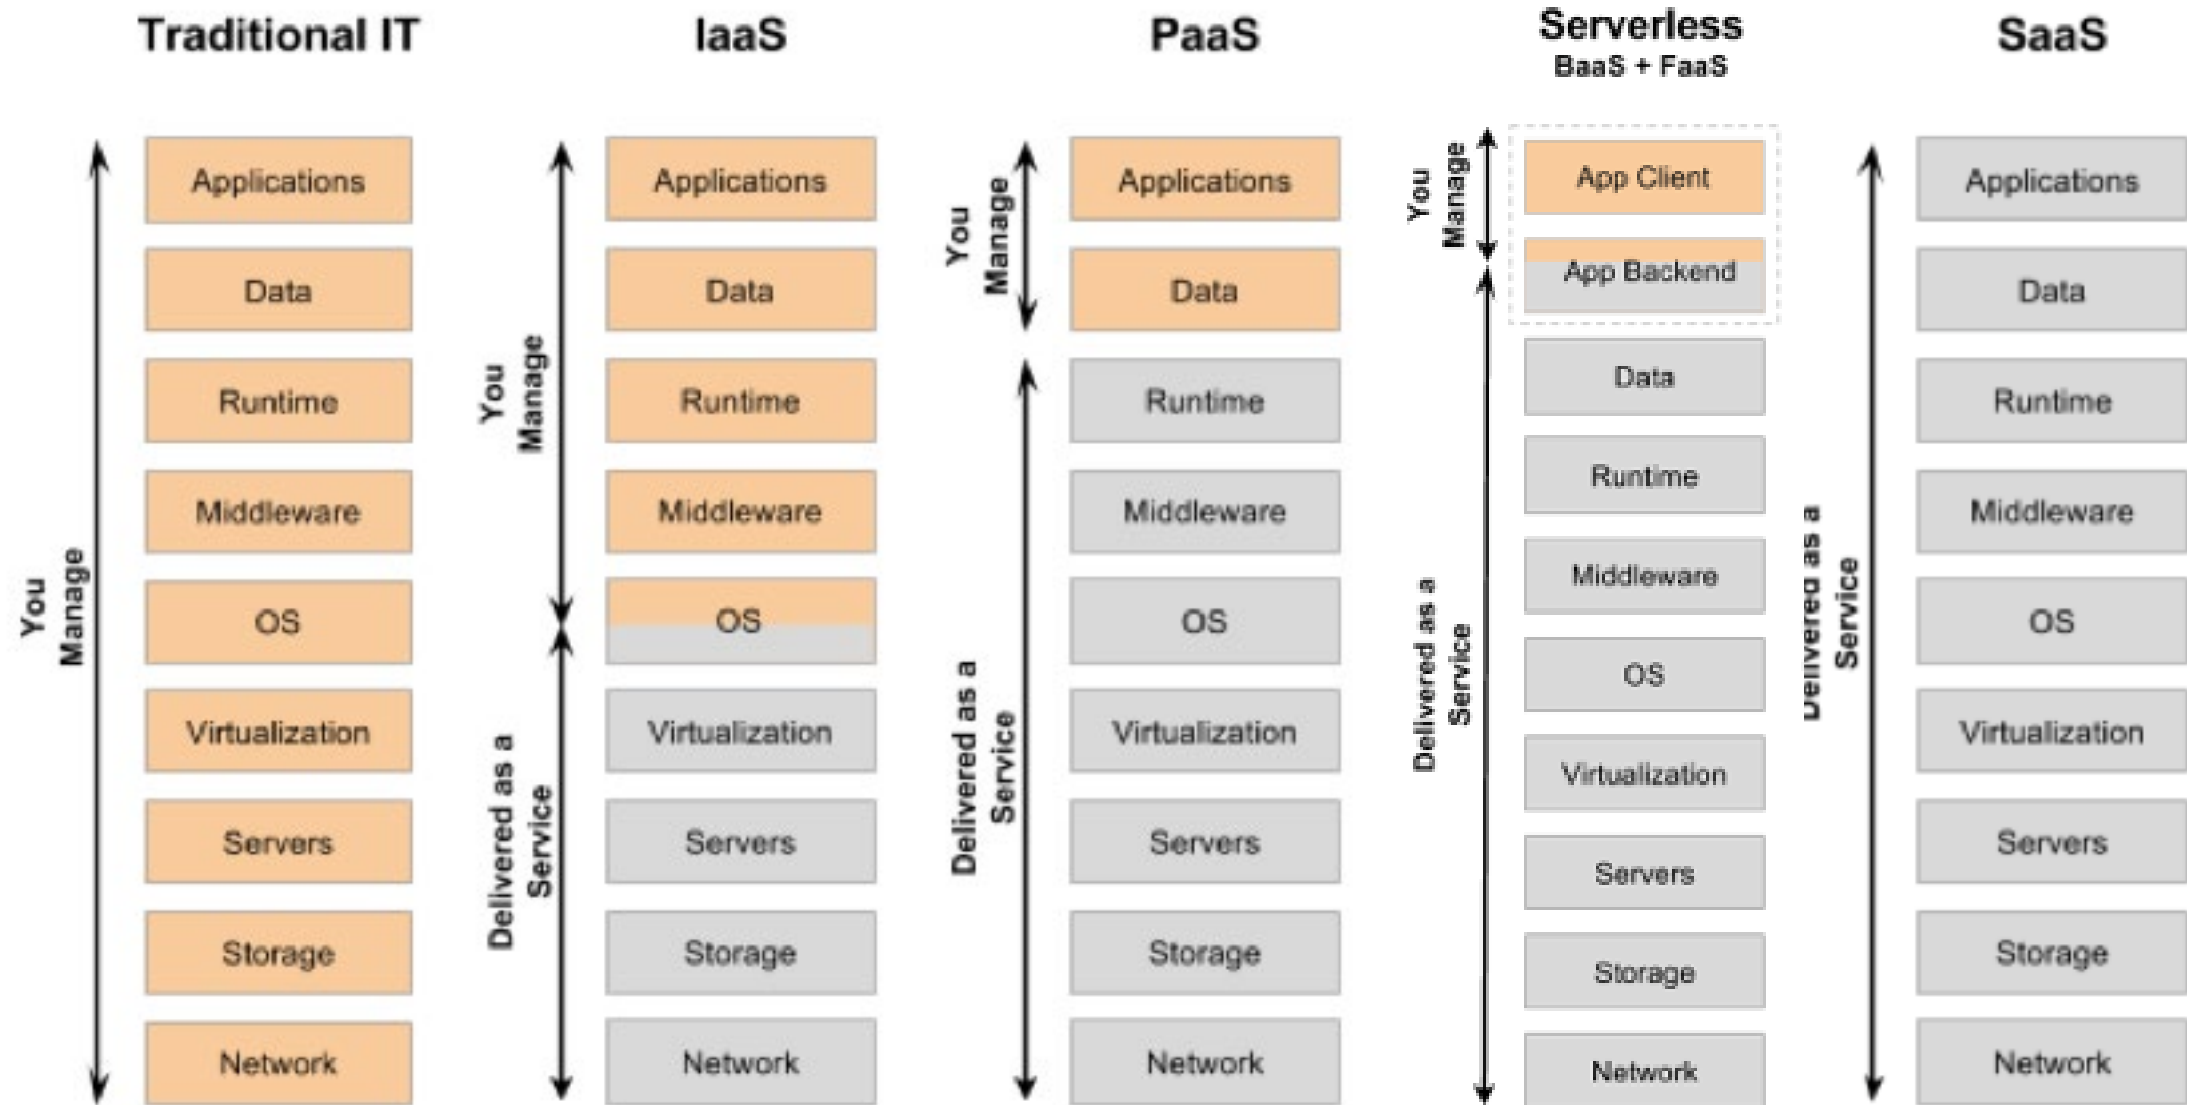 Traditional IT
You
Manage
Applications
Data
Runtime
Middleware
OS
Virtualization
Servers
Storage
Network
IaaS
You
Manage
Delivered as a
Service
Applications
Data
Runtime
Middleware
OS
Virtualization
Servers
Storage
Network
PaaS
You
Manage
Delivered as a
Service
Applications
Data
Runtime
Middleware
OS
Virtualization
Servers
Storage
Network
Serverless
BaaS + FaaS
You
Manage
Delivered as a
Service
App Client
App Backend
Data
Runtime
Middleware
OS
Virtualization
Servers
Storage
Network
SaaS
Delivered as a
Service
Applications
Data
Runtime
Middleware
OS
Virtualization
Servers
Storage
Network